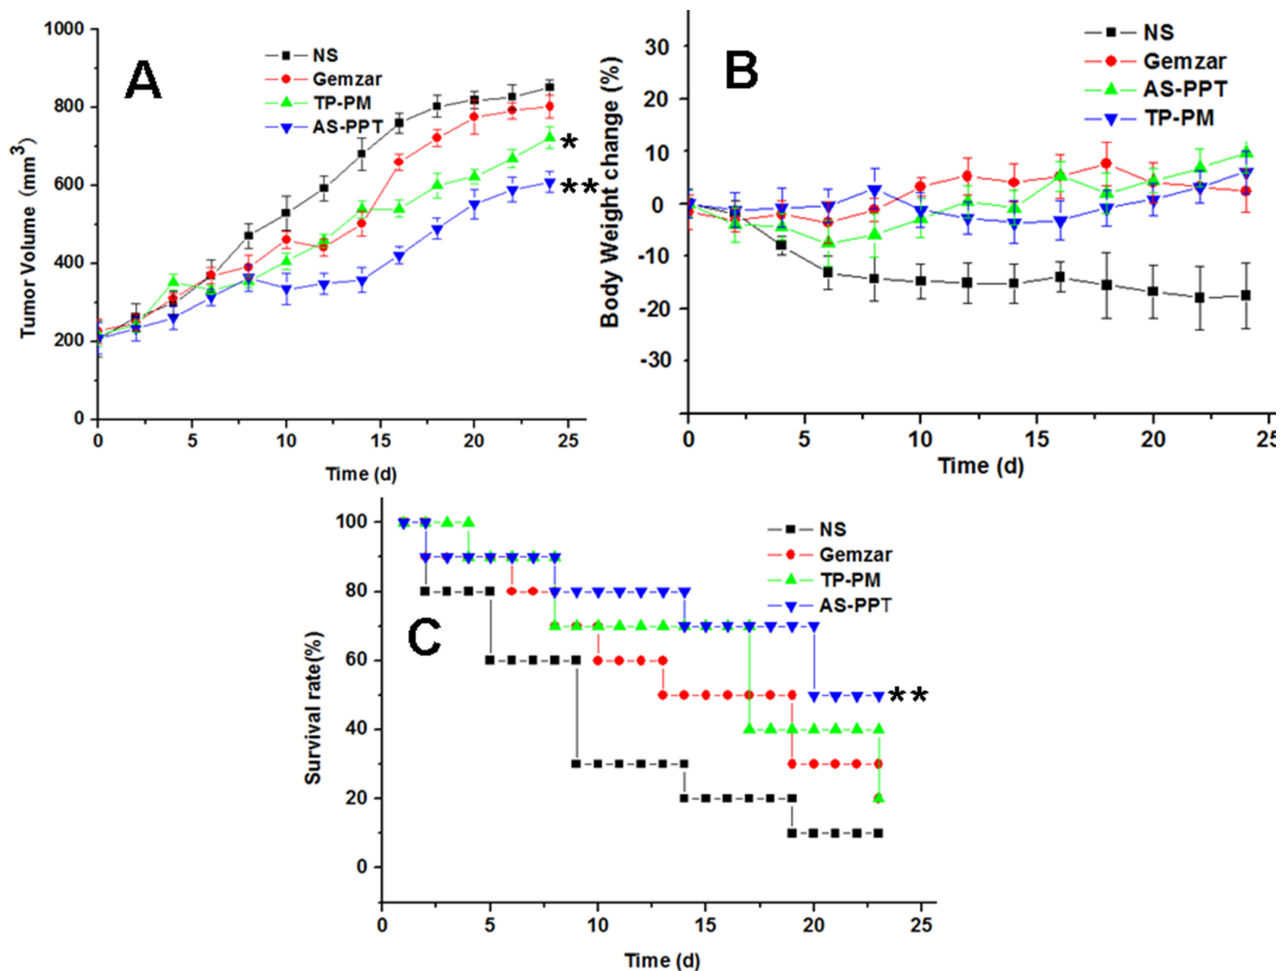 A
1000
800
600
400
200
0
Tumor Volume (mm3)
NS
Gemzar
TP-PM
AS-PPT
*
**
0 5 10 15 20 25
Time (d)
B
30
20
10
0
-10
-20
-30
Body Weight change (%)
NS
Gemzar
AS-PPT
TP-PM
0 5 10 15 20 25
Time (d)
C
100
80
60
40
20
0
Survival rate(%)
NS
Gemzar
TP-PM
AS-PPT
**
0 5 10 15 20 25
Time (d)